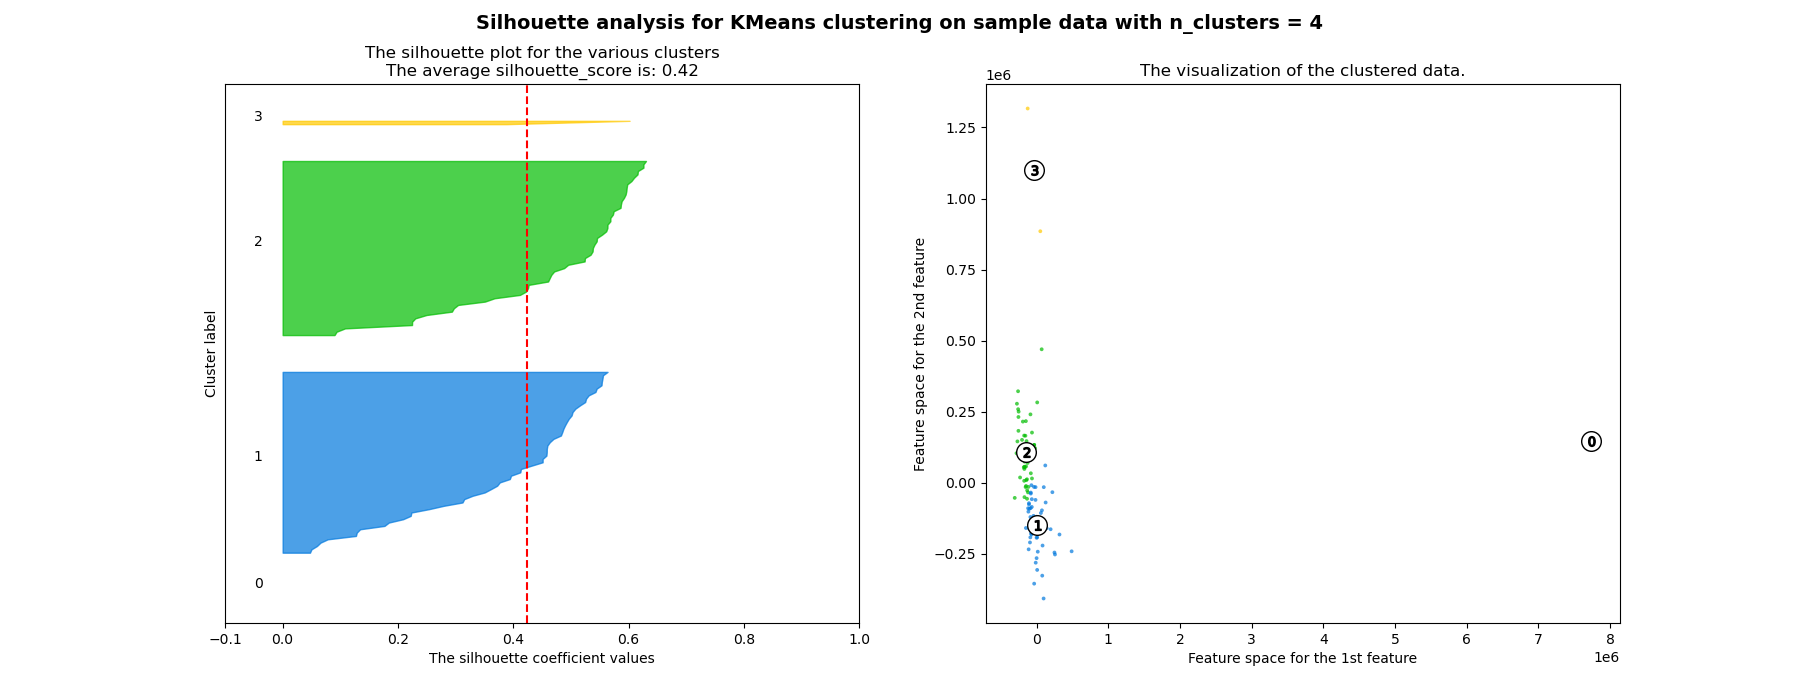 Silhouette analysis for KMeans clustering on sample data with n_clusters = 4
The silhouette plot for the various clusters
The average silhouette_score is: 0.42
3
2
1
0
Cluster label
−0.1 0.0 0.2 0.4 0.6 0.8 1.0
The silhouette coefficient values
The visualization of the clustered data.
1e6
1.25
1.00
0.75
0.50
0.25
0.00
−0.25
Feature space for the 2nd feature
3
0
2
1
0 1 2 3 4 5 6 7 8
1e6
Feature space for the 1st feature